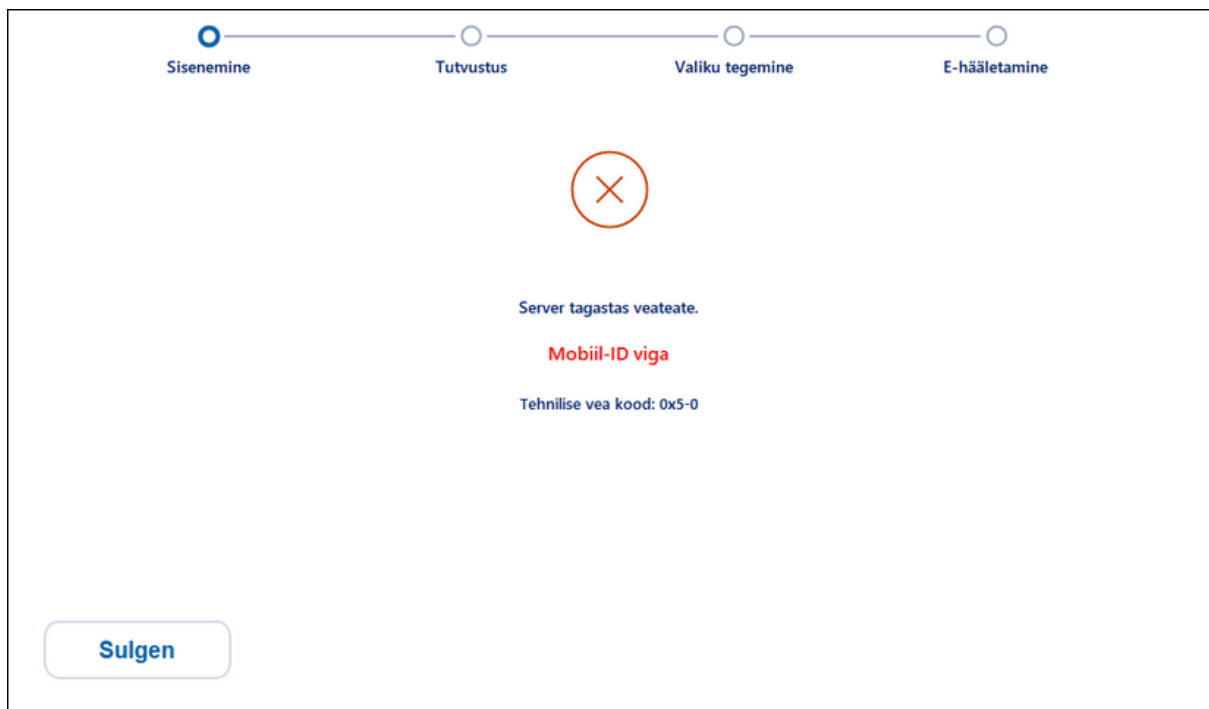 Sisenemine
Tutvustus
Valiku tegemine
E-hääletamine
Server tagastas veateate.
Mobiil-ID viga
Tehnilise vea kood: 0x5-0
Sulgen